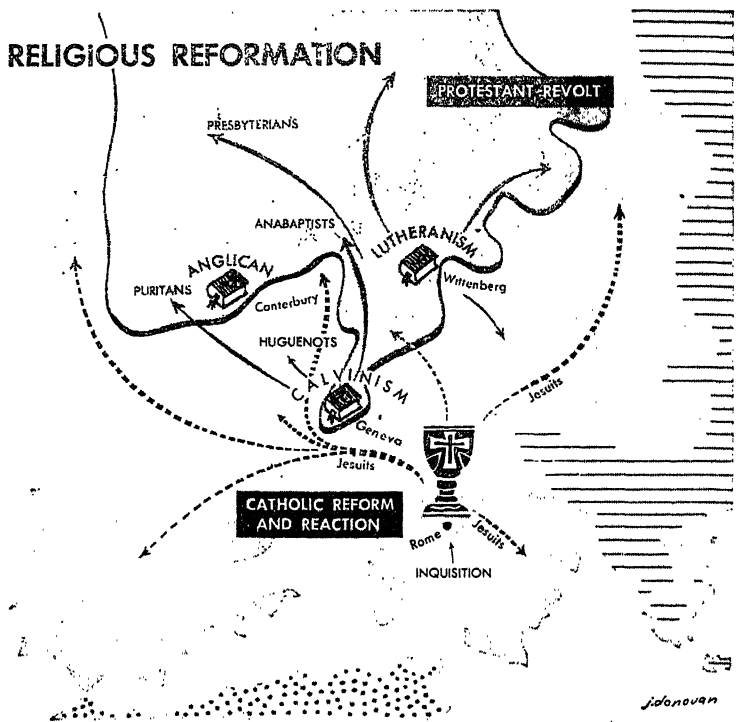 RELIGIOUS REFORMATION
PROTESTANT REVOLT
PRESBYTERIANS
ANABAPTISTS
LUTHERANISM
ANGLICAN
PURITANS
Canterbury
Wittenberg
HUGUENOTS
CALVINISM
Geneva
Jesuits
Jesuits
CATHOLIC REFORM
AND REACTION
Rome
Jesuits
INQUISITION
j.donovan